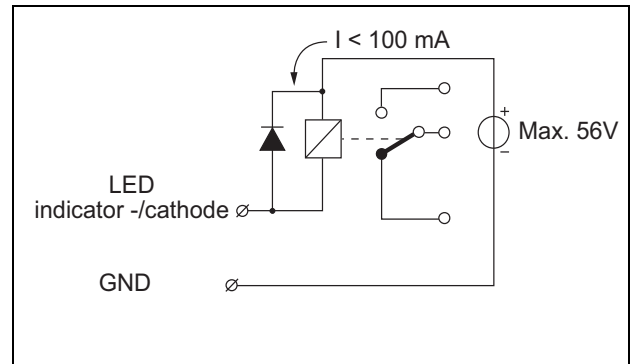 I < 100 mA
+
Max. 56V
-
LED
indicator -/cathode
GND